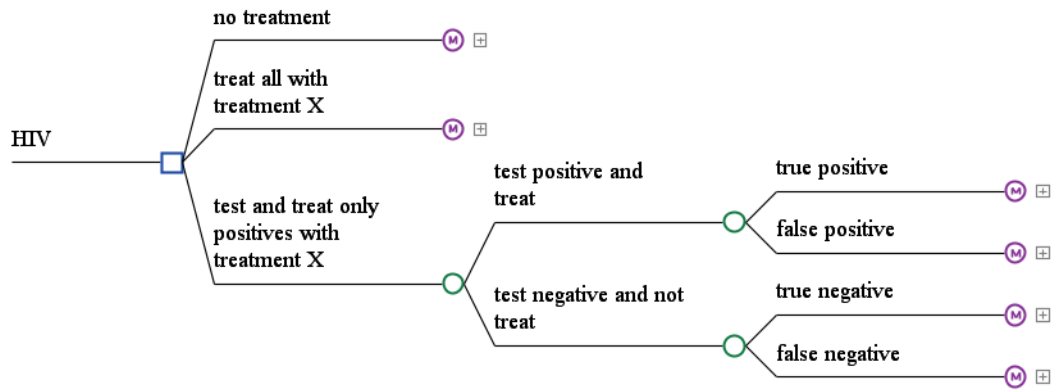 no treatment
M
treat all with
treatment X
M
HIV
test and treat only
positives with
treatment X
test positive and
treat
true positive
M
false positive
M
test negative and not
treat
true negative
M
false negative
M